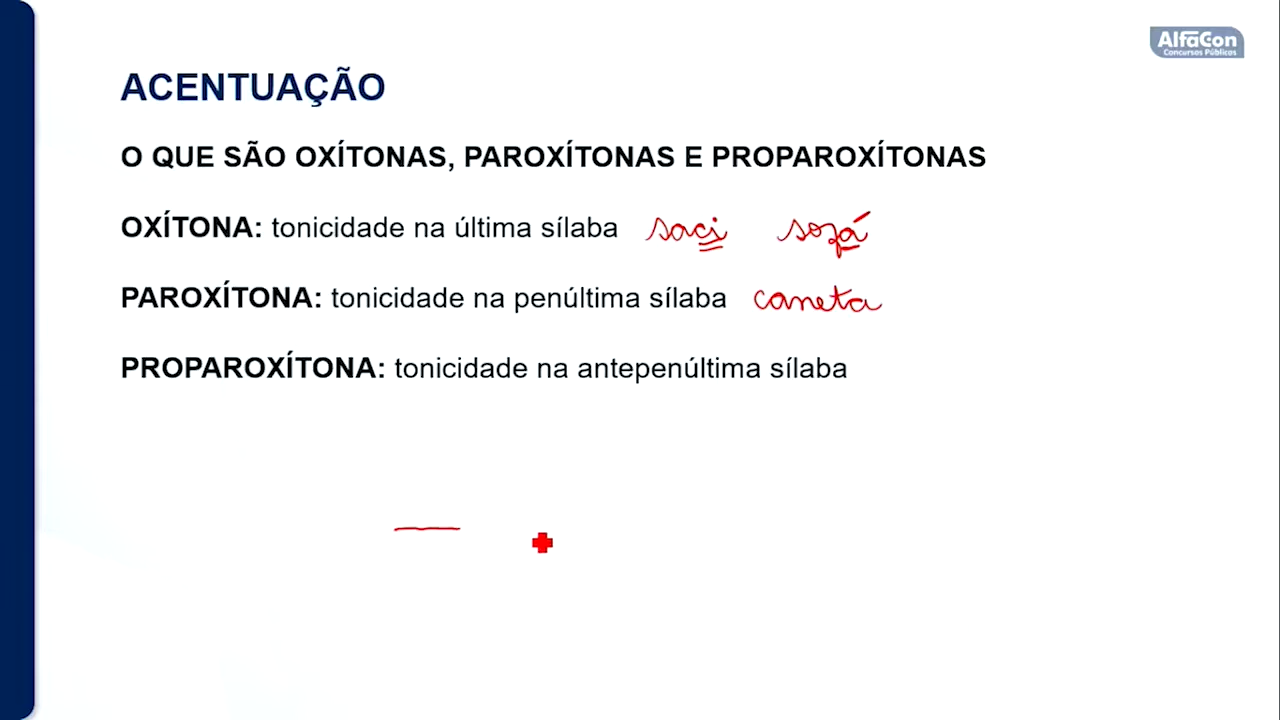 AlfaCon
Concursos Públicos
ACENTUAÇÃO
O QUE SÃO OXÍTONAS, PAROXÍTONAS E PROPAROXÍTONAS
OXÍTONA: tonicidade na última sílaba saci sofá
PAROXÍTONA: tonicidade na penúltima sílaba caneta
PROPAROXÍTONA: tonicidade na antepenúltima sílaba